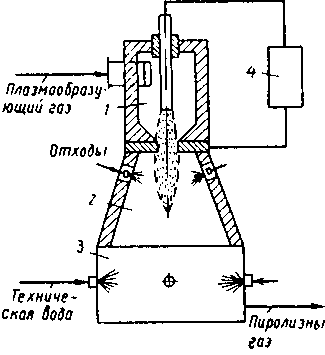 Плазмообразу-
ющий газ
1
4
Отходы
2
3
Техниче-
ская вода
Пиролизны
газ